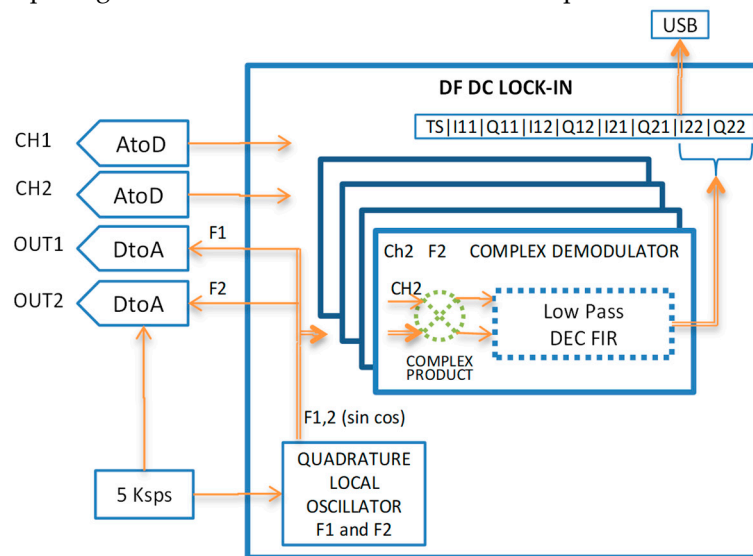 USB
DF DC LOCK-IN
TS|I11|Q11|I12|Q12|I21|Q21|I22|Q22
CH1
AtoD
CH2
AtoD
OUT1
DtoA
F1
OUT2
DtoA
F2
Ch2 F2 COMPLEX DEMODULATOR
CH2
COMPLEX
PRODUCT
Low Pass
DEC FIR
F1,2 (sin cos)
5 Ksps
QUADRATURE
LOCAL
OSCILLATOR
F1 and F2